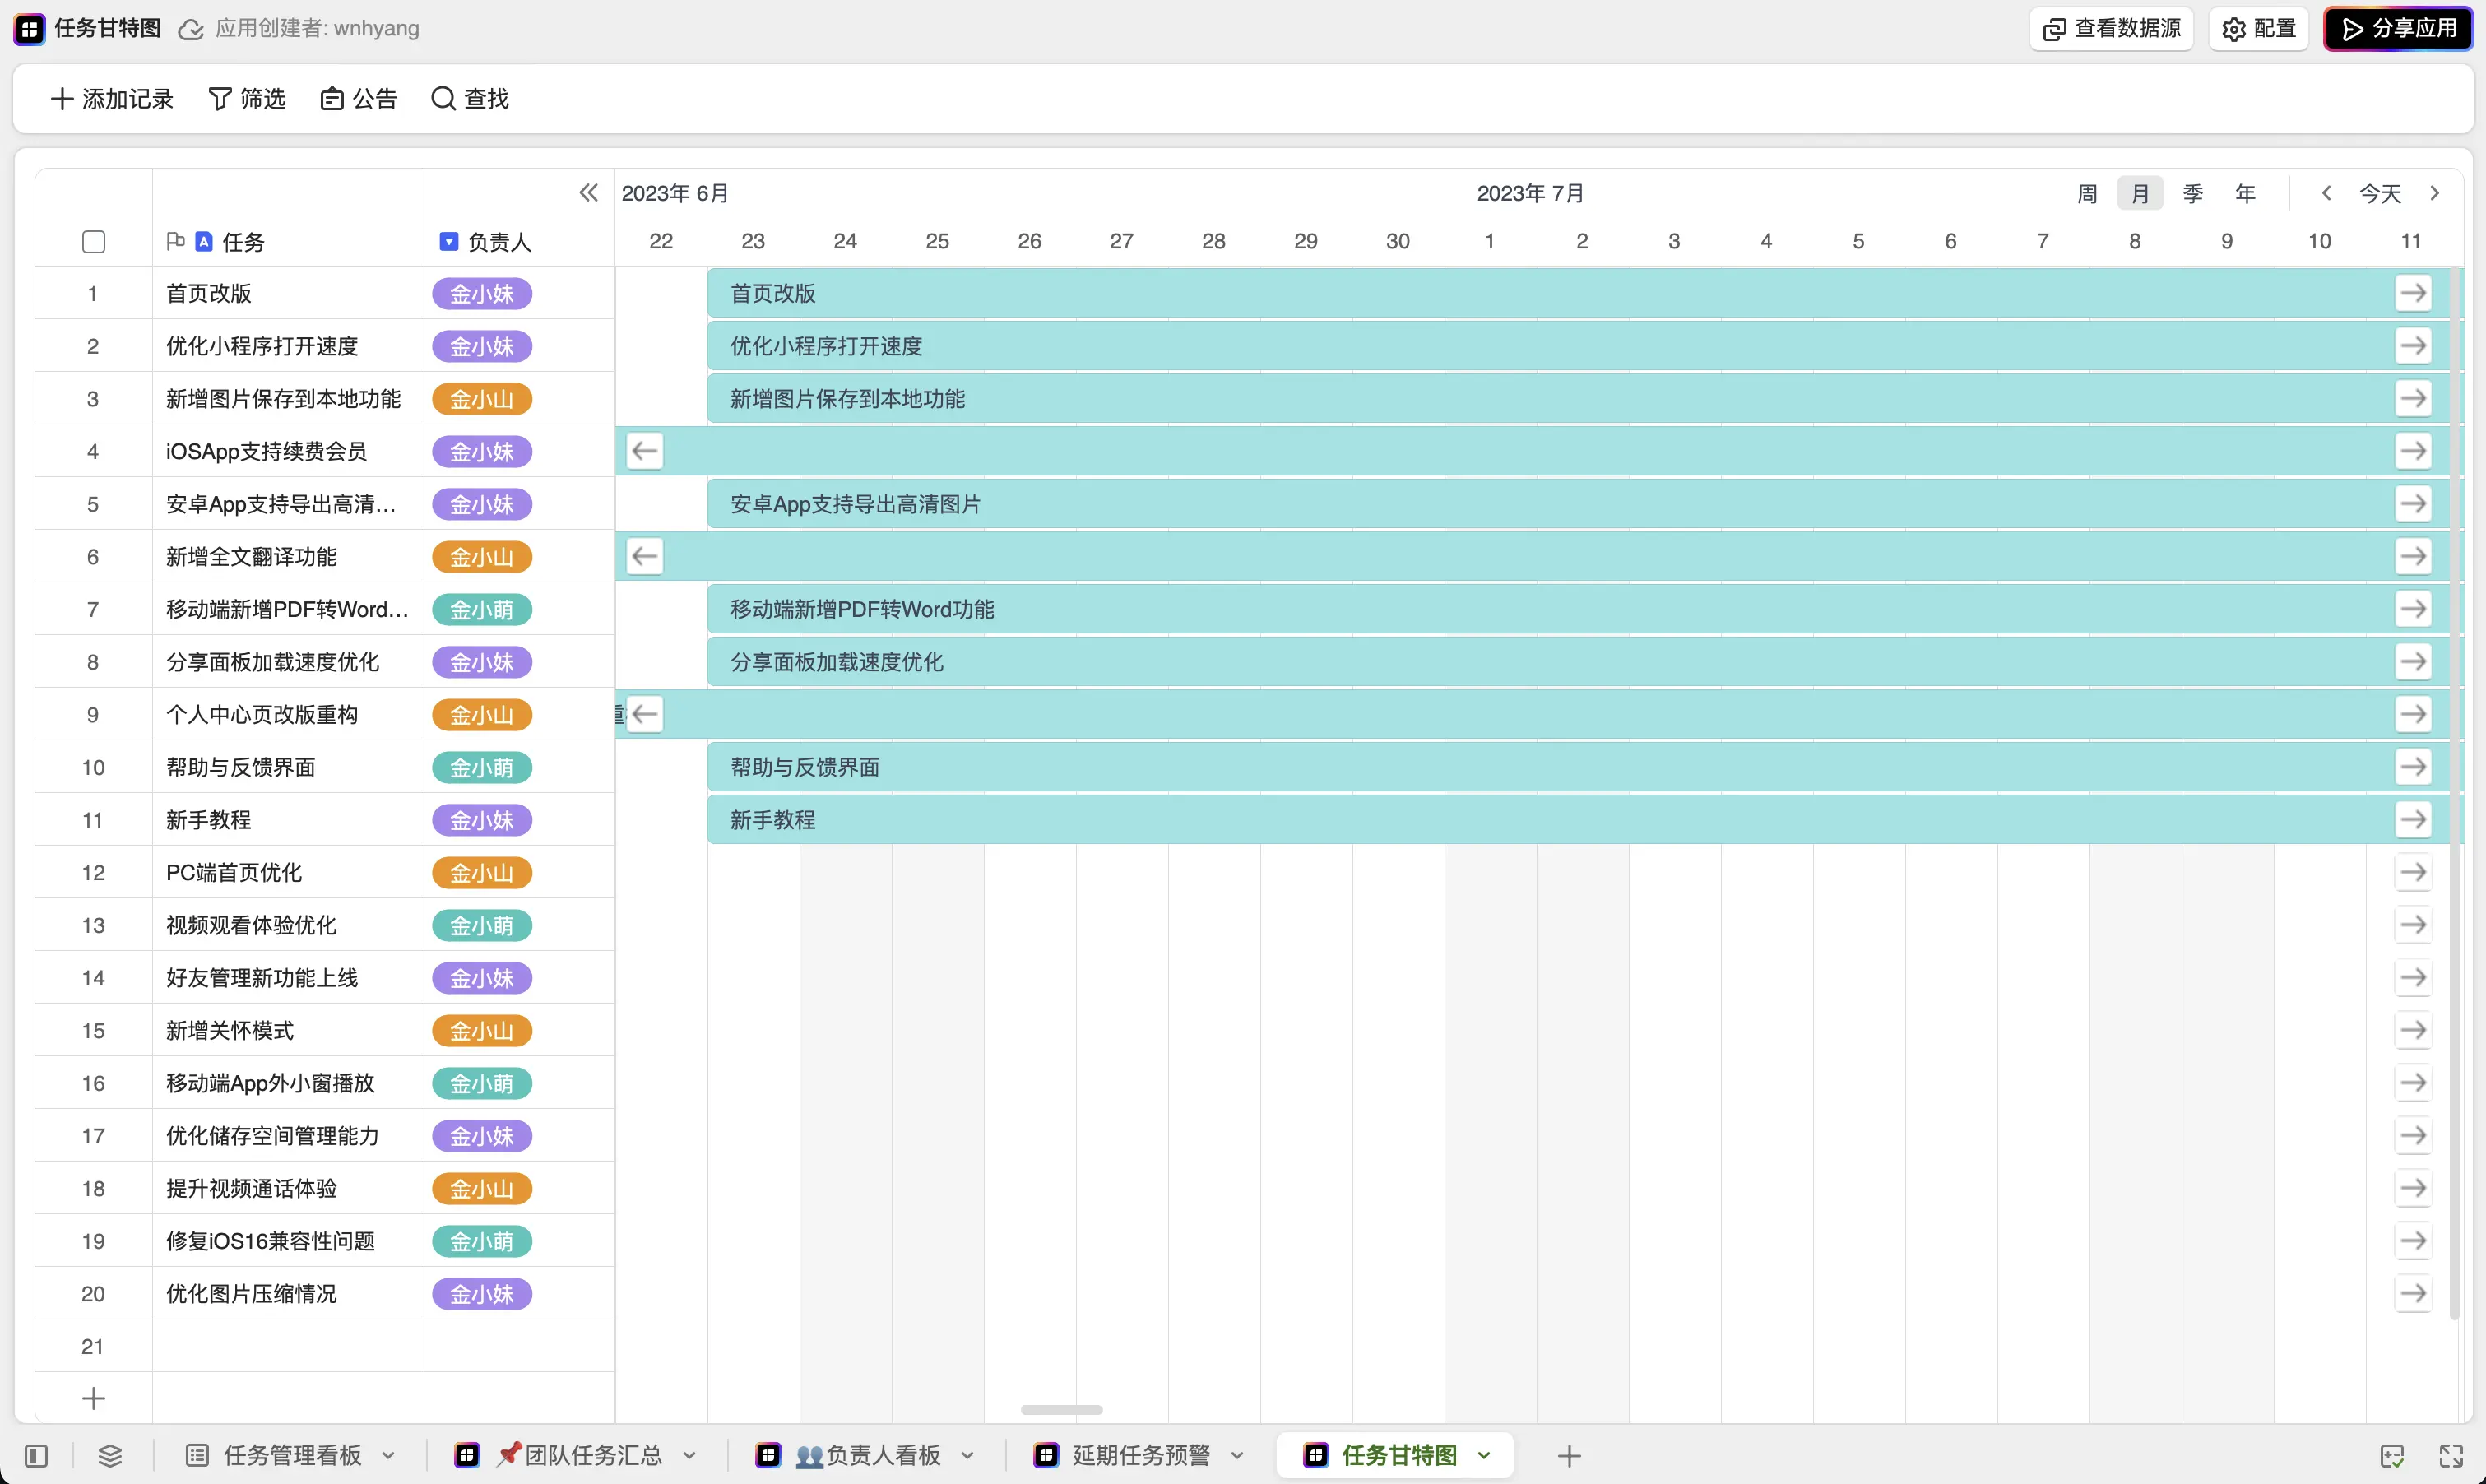 任务甘特图 应用创建者: wnhyang 查看数据源 配置 分享应用
添加记录 筛选 公告 查找
2023年 6月 2023年 7月 周 月 季 年 今天
任务 负责人 22 23 24 25 26 27 28 29 30 1 2 3 4 5 6 7 8 9 10 11
1 首页改版 金小妹 首页改版
2 优化小程序打开速度 金小妹 优化小程序打开速度
3 新增图片保存到本地功能 金小山 新增图片保存到本地功能
4 iOSApp支持续费会员 金小妹
5 安卓App支持导出高清... 金小妹 安卓App支持导出高清图片
6 新增全文翻译功能 金小山
7 移动端新增PDF转Word... 金小萌 移动端新增PDF转Word功能
8 分享面板加载速度优化 金小妹 分享面板加载速度优化
9 个人中心页改版重构 金小山
10 帮助与反馈界面 金小萌 帮助与反馈界面
11 新手教程 金小妹 新手教程
12 PC端首页优化 金小山
13 视频观看体验优化 金小萌
14 好友管理新功能上线 金小妹
15 新增关怀模式 金小山
16 移动端App外小窗播放 金小萌
17 优化储存空间管理能力 金小妹
18 提升视频通话体验 金小山
19 修复iOS16兼容性问题 金小萌
20 优化图片压缩情况 金小妹
21
任务管理看板 团队任务汇总 负责人看板 延期任务预警 任务甘特图